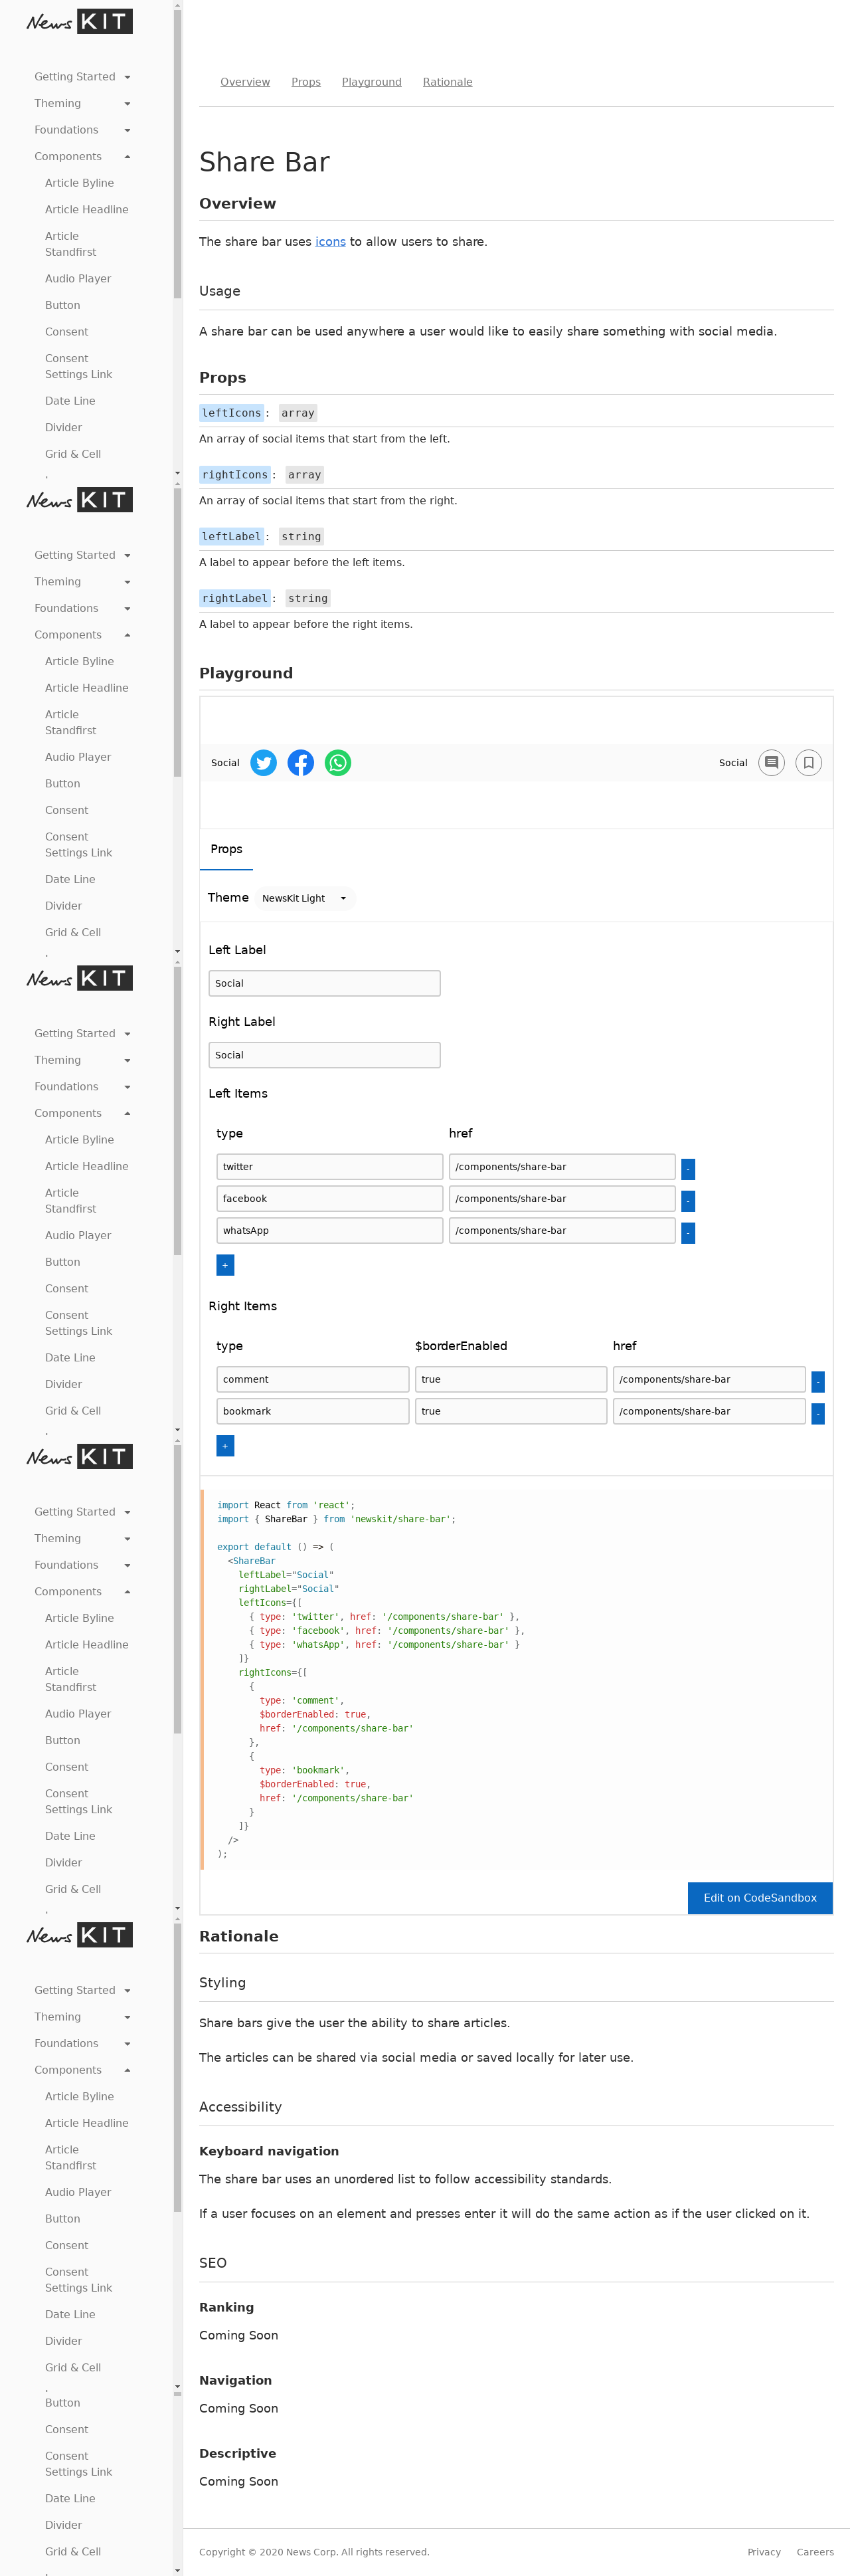 News KIT
Getting Started
Theming
Foundations
Components
Article Byline
Article Headline
Article
Standfirst
Audio Player
Button
Consent
Consent
Settings Link
Date Line
Divider
Grid & Cell
News KIT
Getting Started
Theming
Foundations
Components
Article Byline
Article Headline
Article
Standfirst
Audio Player
Button
Consent
Consent
Settings Link
Date Line
Divider
Grid & Cell
News KIT
Getting Started
Theming
Foundations
Components
Article Byline
Article Headline
Article
Standfirst
Audio Player
Button
Consent
Consent
Settings Link
Date Line
Divider
Grid & Cell
News KIT
Getting Started
Theming
Foundations
Components
Article Byline
Article Headline
Article
Standfirst
Audio Player
Button
Consent
Consent
Settings Link
Date Line
Divider
Grid & Cell
News KIT
Getting Started
Theming
Foundations
Components
Article Byline
Article Headline
Article
Standfirst
Audio Player
Button
Consent
Consent
Settings Link
Date Line
Divider
Grid & Cell
Button
Consent
Consent
Settings Link
Date Line
Divider
Grid & Cell
Overview Props Playground Rationale
Share Bar
Overview
The share bar uses icons to allow users to share.
Usage
A share bar can be used anywhere a user would like to easily share something with social media.
Props
leftIcons: array
An array of social items that start from the left.
rightIcons: array
An array of social items that start from the right.
leftLabel: string
A label to appear before the left items.
rightLabel: string
A label to appear before the right items.
Playground
Social Social
Props
Theme NewsKit Light
Left Label
Social
Right Label
Social
Left Items
type href
twitter /components/share-bar -
facebook /components/share-bar -
whatsApp /components/share-bar -
+
Right Items
type $borderEnabled href
comment true /components/share-bar -
bookmark true /components/share-bar -
+
import React from 'react';
import { ShareBar } from 'newskit/share-bar';
export default () => (
<ShareBar
leftLabel="Social"
rightLabel="Social"
leftIcons={[
{ type: 'twitter', href: '/components/share-bar' },
{ type: 'facebook', href: '/components/share-bar' },
{ type: 'whatsApp', href: '/components/share-bar' }
]}
rightIcons={[
{
type: 'comment',
$borderEnabled: true,
href: '/components/share-bar'
},
{
type: 'bookmark',
$borderEnabled: true,
href: '/components/share-bar'
}
]}
/>
);
Edit on CodeSandbox
Rationale
Styling
Share bars give the user the ability to share articles.
The articles can be shared via social media or saved locally for later use.
Accessibility
Keyboard navigation
The share bar uses an unordered list to follow accessibility standards.
If a user focuses on an element and presses enter it will do the same action as if the user clicked on it.
SEO
Ranking
Coming Soon
Navigation
Coming Soon
Descriptive
Coming Soon
Copyright © 2020 News Corp. All rights reserved. Privacy Careers